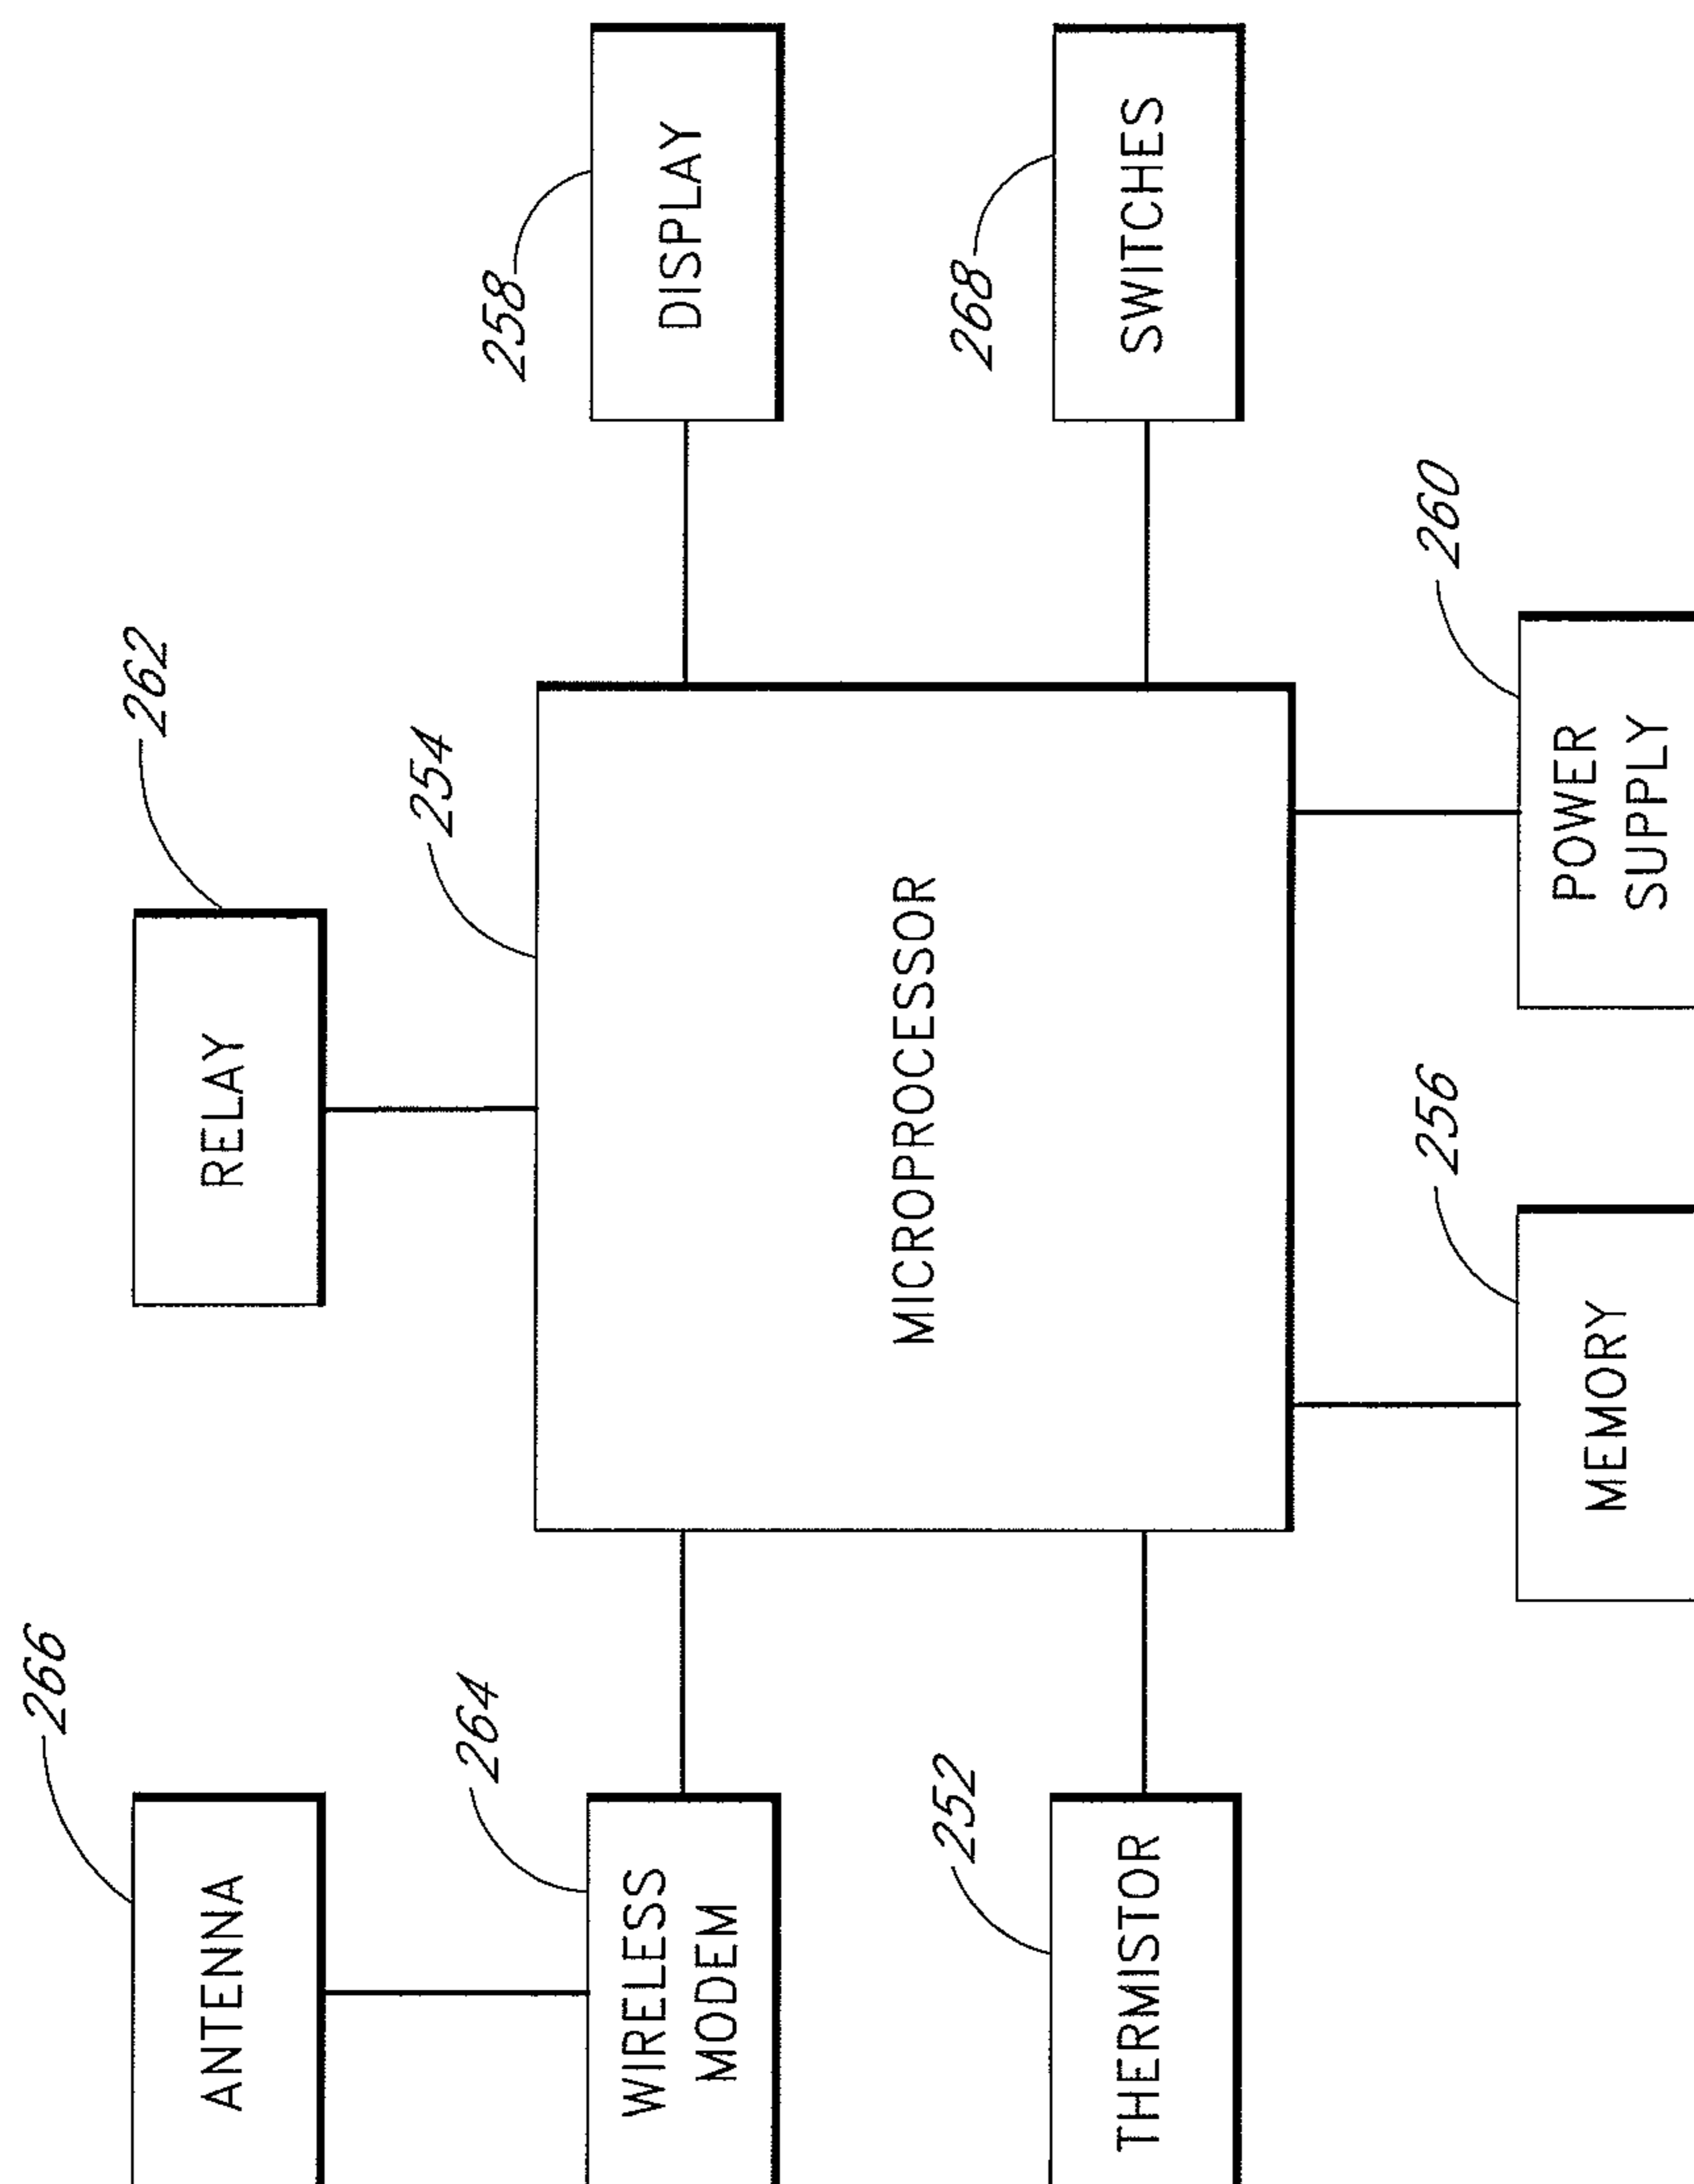 266
ANTENNA
262
RELAY
254
264
WIRELESS
MODEM
258
DISPLAY
MICROPROCESSOR
252
THERMISTOR
268
SWITCHES
256
MEMORY
260
POWER
SUPPLY